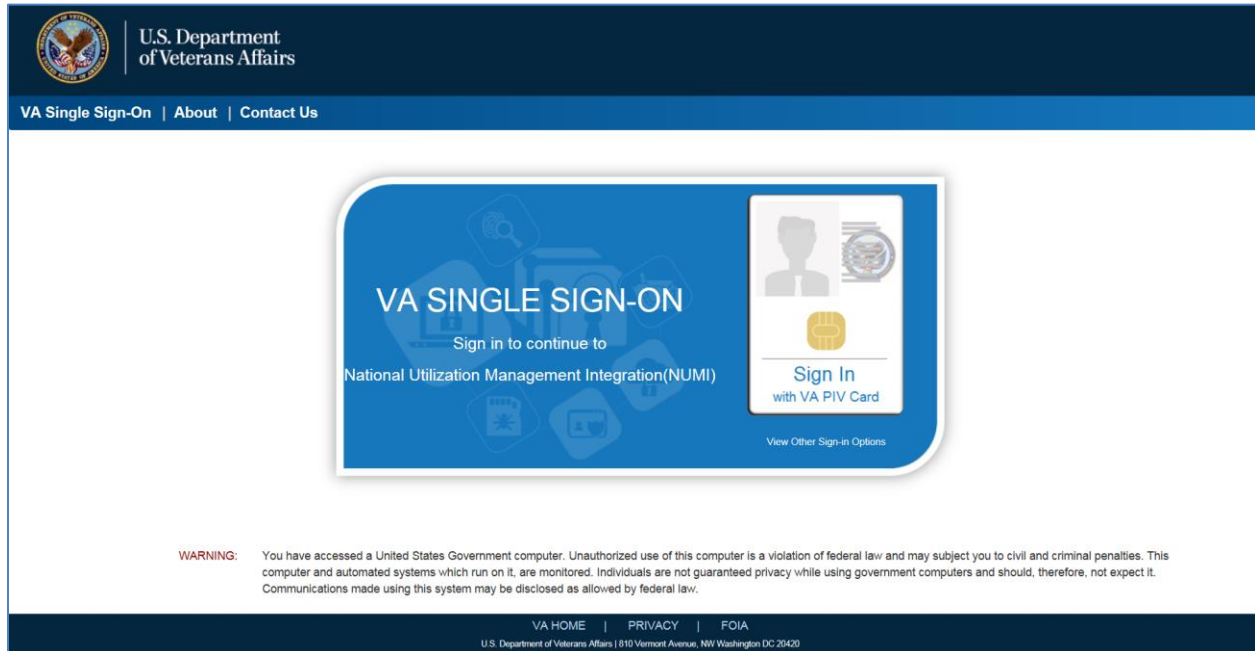 U.S. Department
of Veterans Affairs
VA Single Sign-On | About | Contact Us
VA SINGLE SIGN-ON
Sign in to continue to
National Utilization Management Integration(NUMI)
Sign In
with VA PIV Card
View Other Sign-in Options
WARNING: You have accessed a United States Government computer. Unauthorized use of this computer is a violation of federal law and may subject you to civil and criminal penalties. This
computer and automated systems which run on it, are monitored. Individuals are not guaranteed privacy while using government computers and should, therefore, not expect it.
Communications made using this system may be disclosed as allowed by federal law.
VA HOME | PRIVACY | FOIA
U.S. Department of Veterans Affairs | 810 Vermont Avenue, NW Washington DC 20420